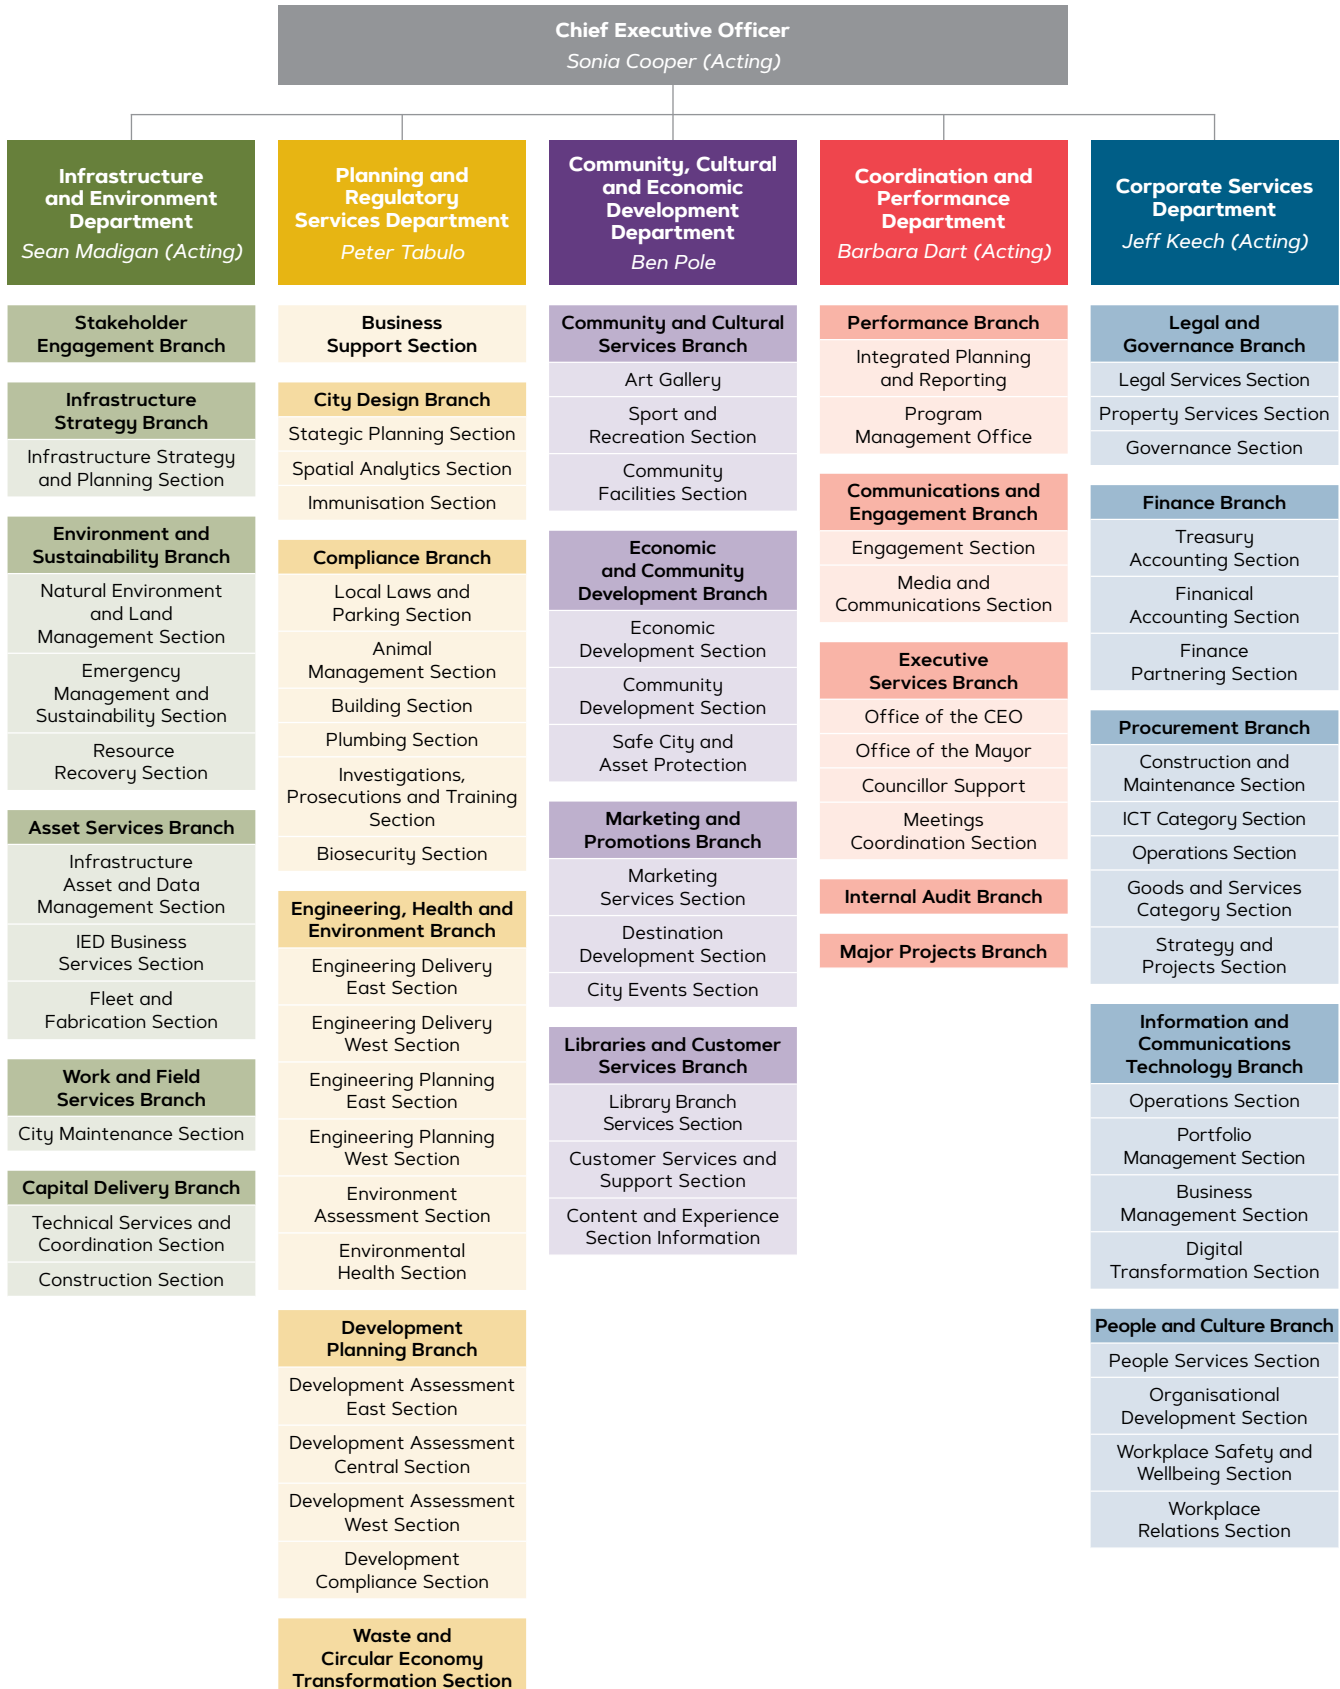 Chief Executive Officer
Sonia Cooper (Acting)
Infrastructure
and Environment
Department
Sean Madigan (Acting)
Stakeholder
Engagement Branch
Infrastructure
Strategy Branch
Infrastructure Strategy
and Planning Section
Environment and
Sustainability Branch
Natural Environment
and Land
Management Section
Emergency
Management and
Sustainability Section
Resource
Recovery Section
Asset Services Branch
Infrastructure
Asset and Data
Management Section
IED Business
Services Section
Fleet and
Fabrication Section
Work and Field
Services Branch
City Maintenance Section
Capital Delivery Branch
Technical Services and
Coordination Section
Construction Section
Planning and
Regulatory
Services Department
Peter Tabulo
Business
Support Section
City Design Branch
Stategic Planning Section
Spatial Analytics Section
Immunisation Section
Compliance Branch
Local Laws and
Parking Section
Animal
Management Section
Building Section
Plumbing Section
Investigations,
Prosecutions and Training
Section
Biosecurity Section
Engineering, Health and
Environment Branch
Engineering Delivery
East Section
Engineering Delivery
West Section
Engineering Planning
East Section
Engineering Planning
West Section
Environment
Assessment Section
Environmental
Health Section
Development
Planning Branch
Development Assessment
East Section
Development Assessment
Central Section
Development Assessment
West Section
Development
Compliance Section
Waste and
Circular Economy
Transformation Section
Community, Cultural
and Economic
Development
Department
Ben Pole
Community and Cultural
Services Branch
Art Gallery
Sport and
Recreation Section
Community
Facilities Section
Economic
and Community
Development Branch
Economic
Development Section
Community
Development Section
Safe City and
Asset Protection
Marketing and
Promotions Branch
Marketing
Services Section
Destination
Development Section
City Events Section
Libraries and Customer
Services Branch
Library Branch
Services Section
Customer Services and
Support Section
Content and Experience
Section Information
Coordination and
Performance
Department
Barbara Dart (Acting)
Performance Branch
Integrated Planning
and Reporting
Program
Management Office
Communications and
Engagement Branch
Engagement Section
Media and
Communications Section
Executive
Services Branch
Office of the CEO
Office of the Mayor
Councillor Support
Meetings
Coordination Section
Internal Audit Branch
Major Projects Branch
Corporate Services
Department
Jeff Keech (Acting)
Legal and
Governance Branch
Legal Services Section
Property Services Section
Governance Section
Finance Branch
Treasury
Accounting Section
Finanical
Accounting Section
Finance
Partnering Section
Procurement Branch
Construction and
Maintenance Section
ICT Category Section
Operations Section
Goods and Services
Category Section
Strategy and
Projects Section
Information and
Communications
Technology Branch
Operations Section
Portfolio
Management Section
Business
Management Section
Digital
Transformation Section
People and Culture Branch
People Services Section
Organisational
Development Section
Workplace Safety and
Wellbeing Section
Workplace
Relations Section